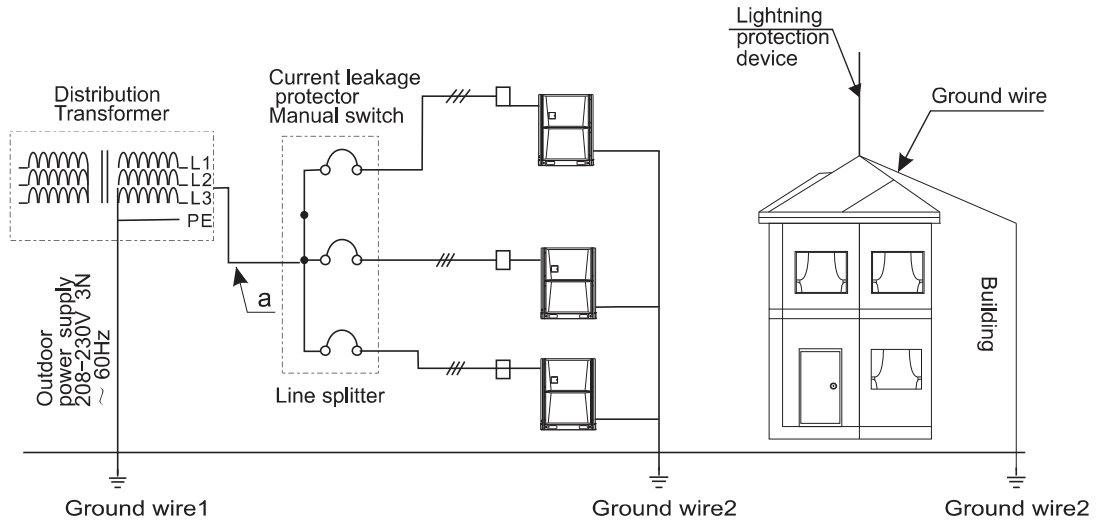 Lightning
protection
device
Ground wire
Distribution
Transformer
Current leakage
protector
Manual switch
L1
L2
L3
PE
a
Outdoor
power supply
208-230V 3N
~ 60Hz
Line splitter
Building
Ground wire1
Ground wire2
Ground wire2